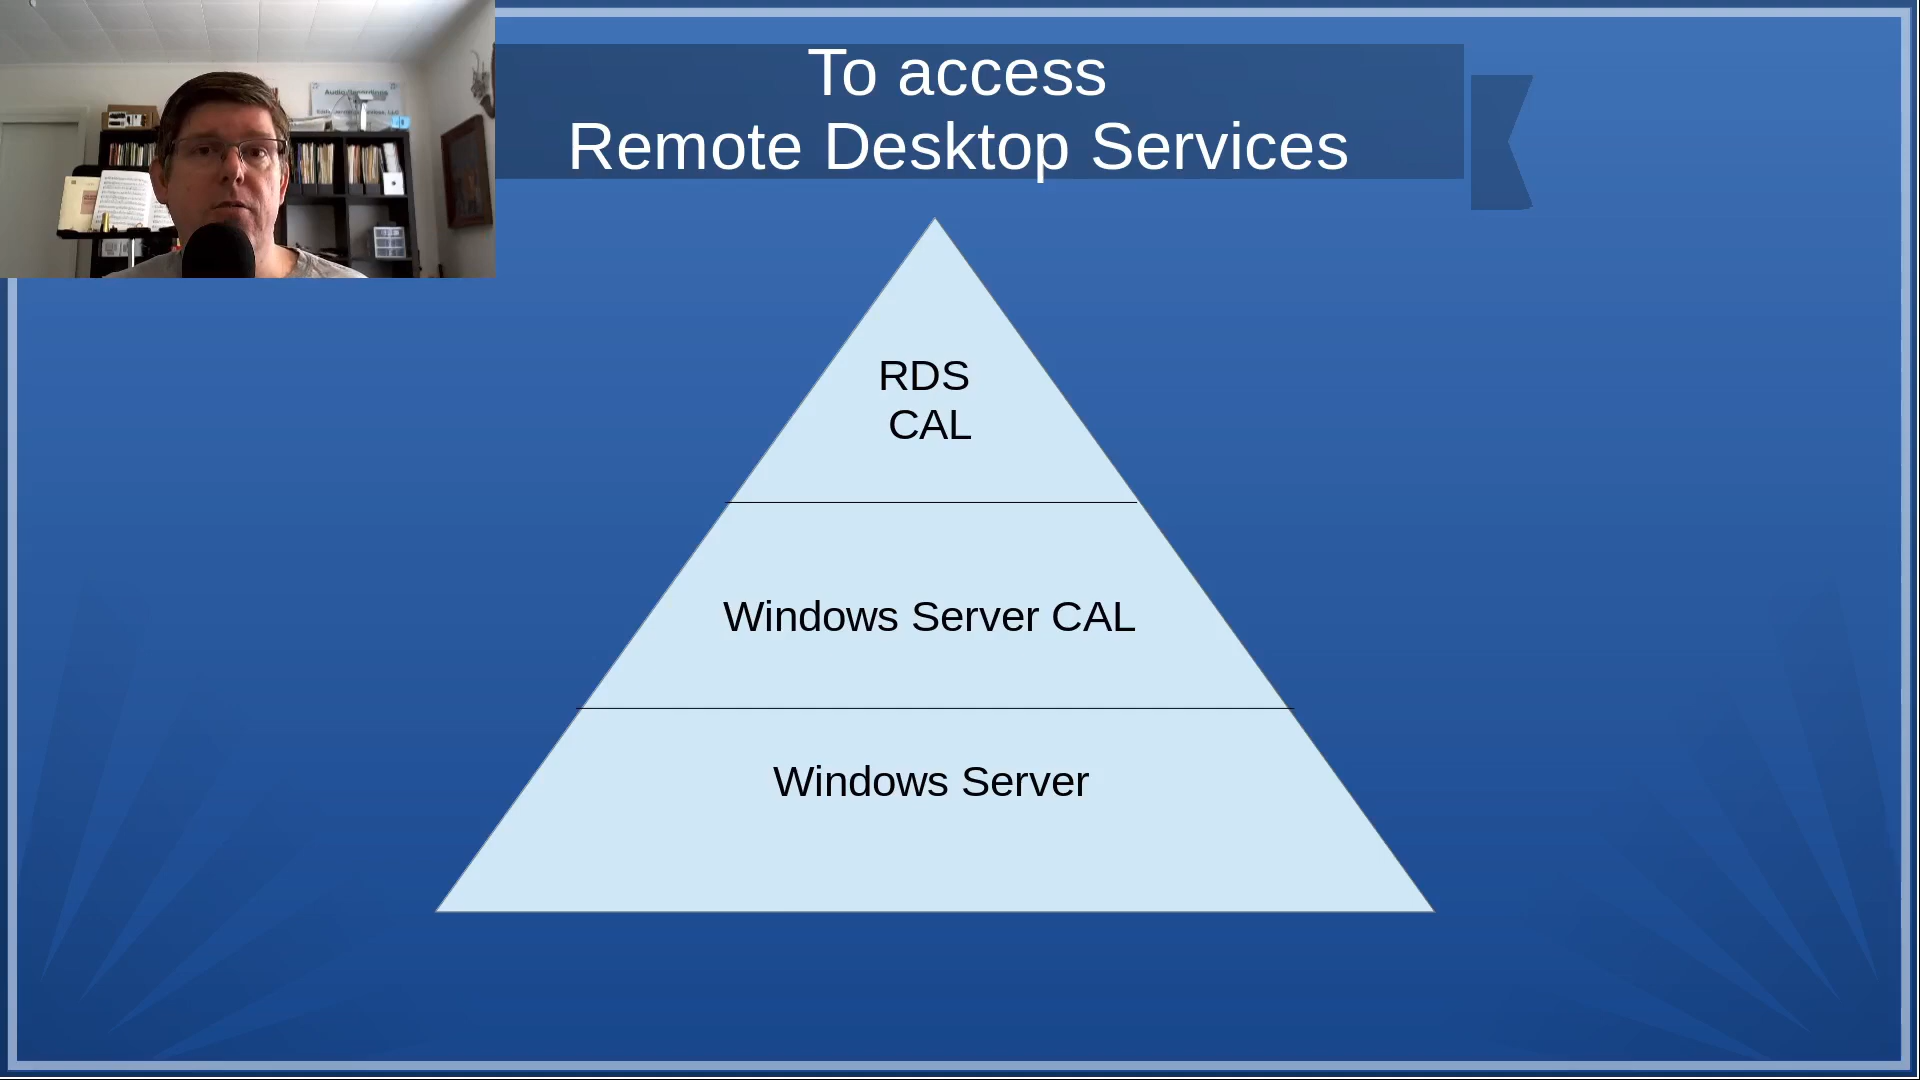 To access
Remote Desktop Services
RDS
CAL
Windows Server CAL
Windows Server